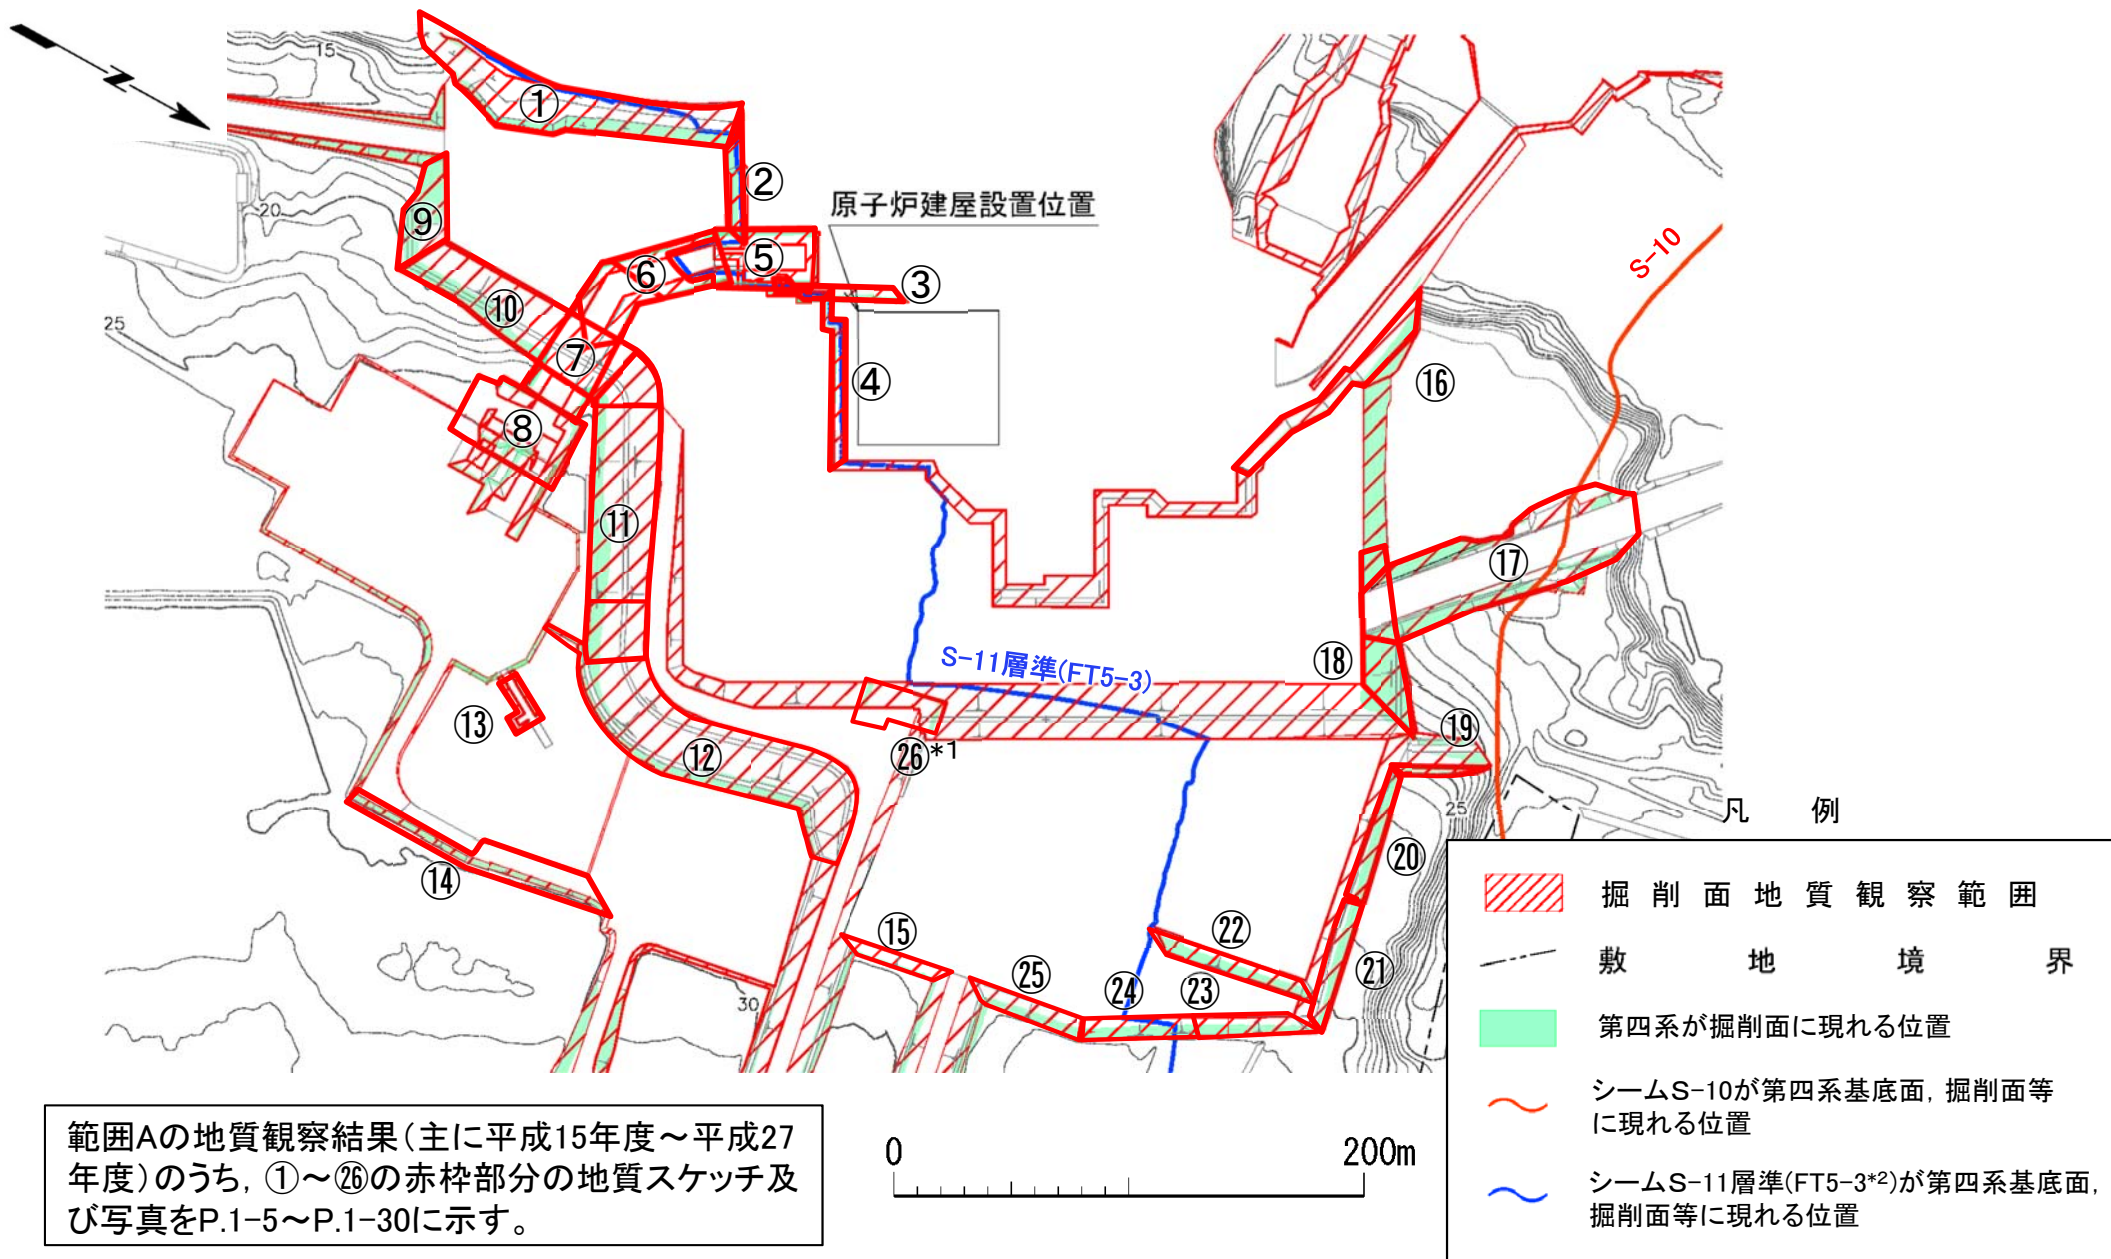 N
15
①
②
原子炉建屋設置位置
20
⑨
⑤
S-10
⑥
③
⑩
25
⑦
④
⑯
⑧
⑪
⑰
S-11層準(FT5-3)
⑱
⑬
⑲
⑫
㉖*1
25
⑳
⑭
⑮
㉒
㉕
㉑
30
㉔
㉓
凡 例
掘削面地質観察範囲
敷地境界
第四系が掘削面に現れる位置
シームS-10が第四系基底面, 掘削面等
に現れる位置
シームS-11層準(FT5-3*2)が第四系基底面,
掘削面等に現れる位置
範囲Aの地質観察結果(主に平成15年度～平成27
年度)のうち, ①～㉖の赤枠部分の地質スケッチ及
び写真をP.1-5～P.1-30に示す。
0 200m